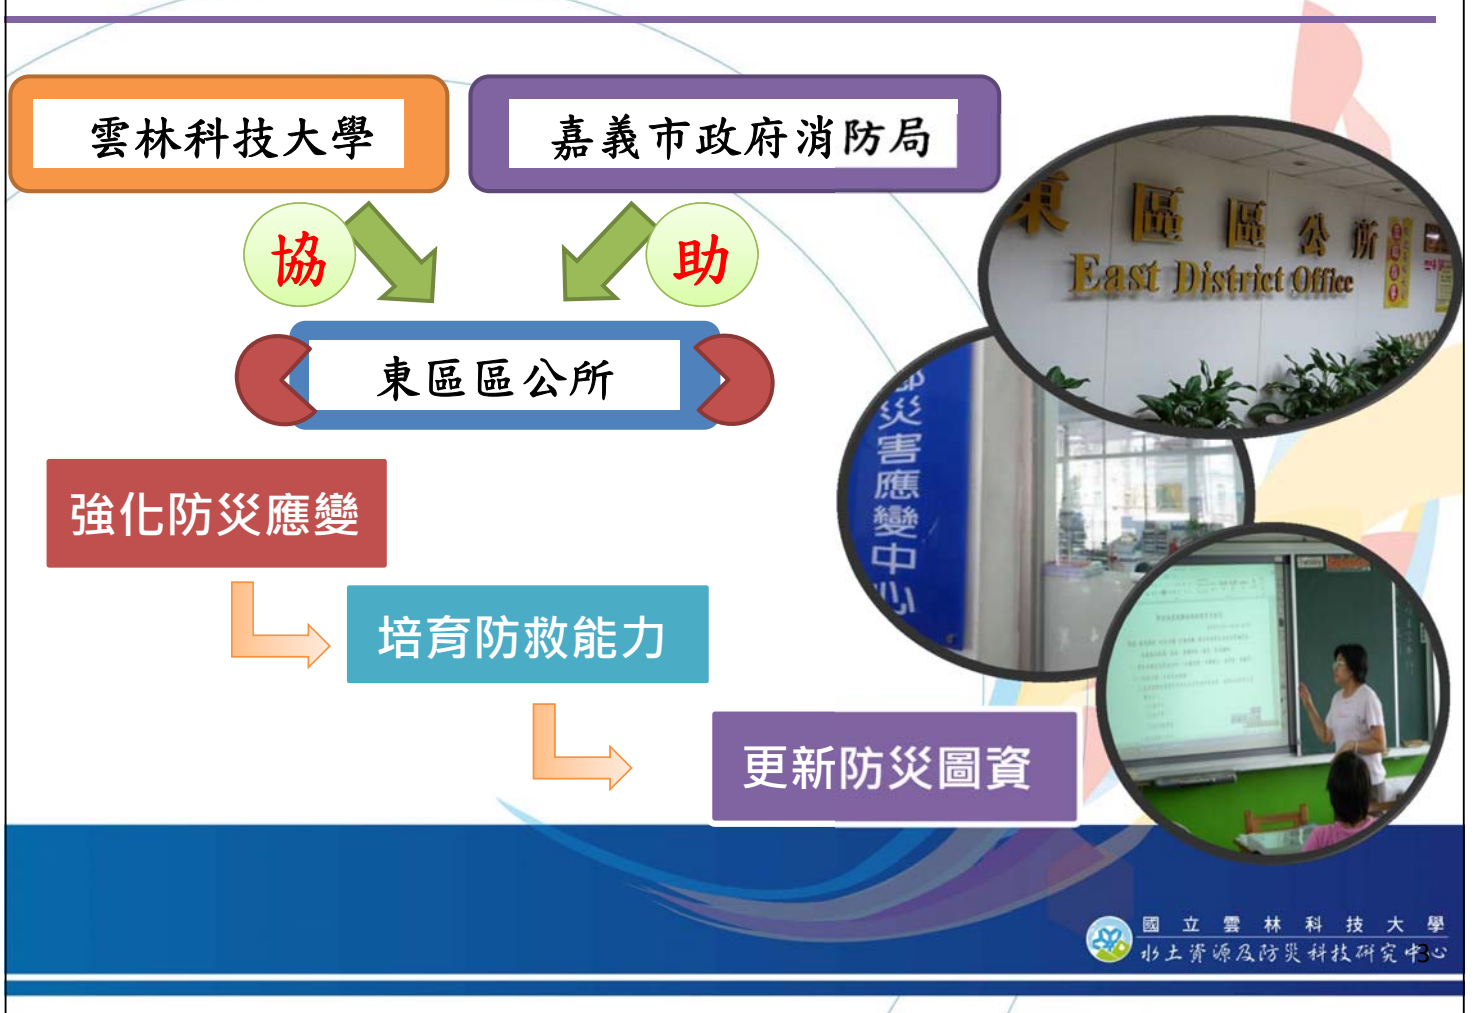 雲林科技大學
嘉義市政府消防局
協
助
東區區公所
強化防災應變
培育防救能力
更新防災圖資
東區區公所
East District Office
災害應變中心
國立雲林科技大學
水土資源及防災科技研究中心
3